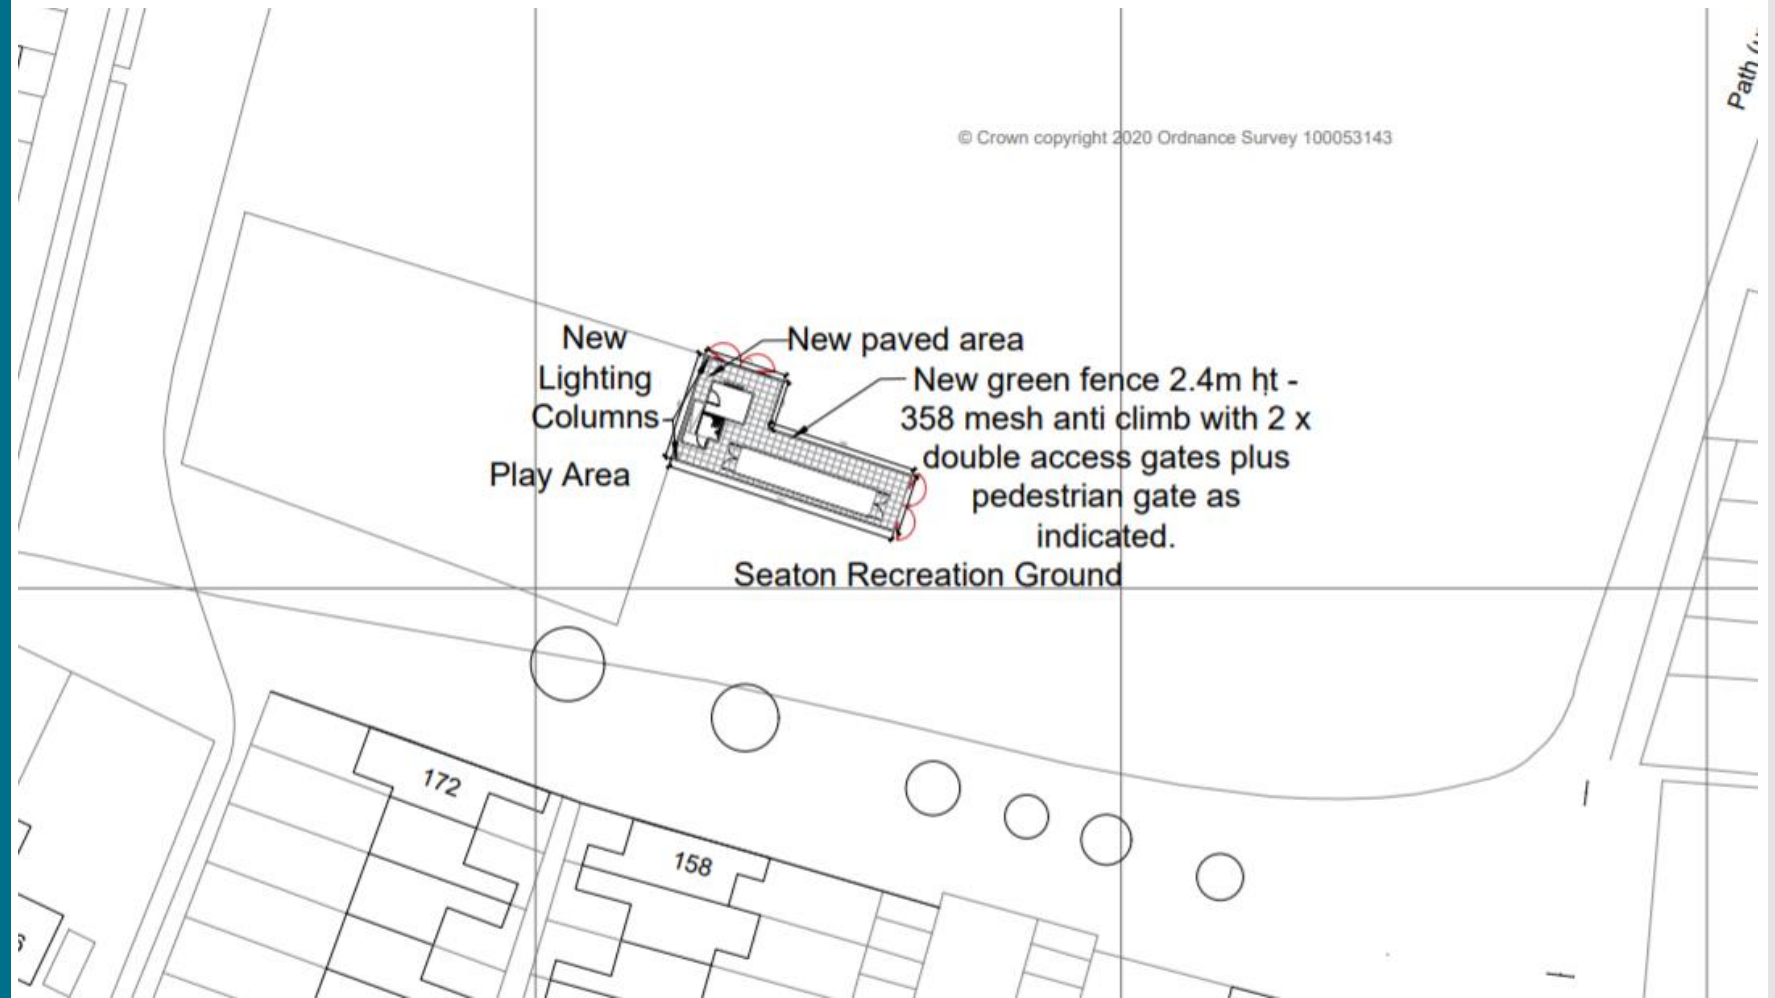 Path (u
© Crown copyright 2020 Ordnance Survey 100053143
New
Lighting
Columns
New paved area
New green fence 2.4m ht -
358 mesh anti climb with 2 x
double access gates plus
pedestrian gate as
indicated.
Play Area
Seaton Recreation Ground
172
158